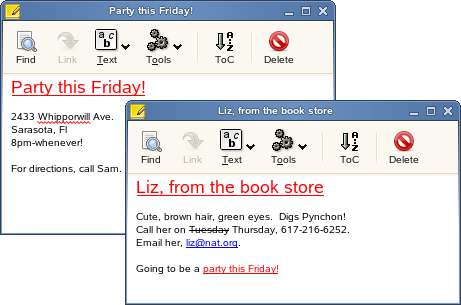 Party this Friday!
Find Link Text Tools ToC Delete
Party this Friday!
2433 Whipporwill Ave.
Sarasota, Fl
8pm-whenever!
For directions, call Sam.
Liz, from the book store
Find Link Text Tools ToC Delete
Liz, from the book store
Cute, brown hair, green eyes.  Digs Pynchon!
Call her on Tuesday Thursday, 617-216-6252.
Email her, liz@nat.org.
Going to be a party this Friday!